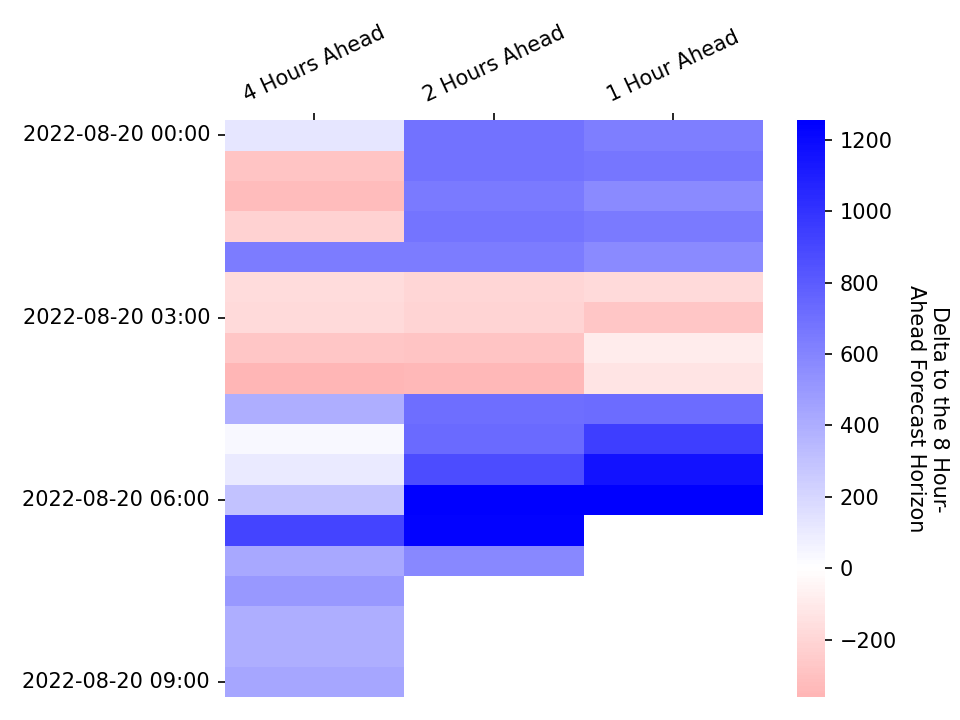 4 Hours Ahead
2 Hours Ahead
1 Hour Ahead
2022-08-20 00:00
2022-08-20 03:00
2022-08-20 06:00
2022-08-20 09:00
1200
1000
800
600
400
200
0
−200
Delta to the 8 Hour-
Ahead Forecast Horizon